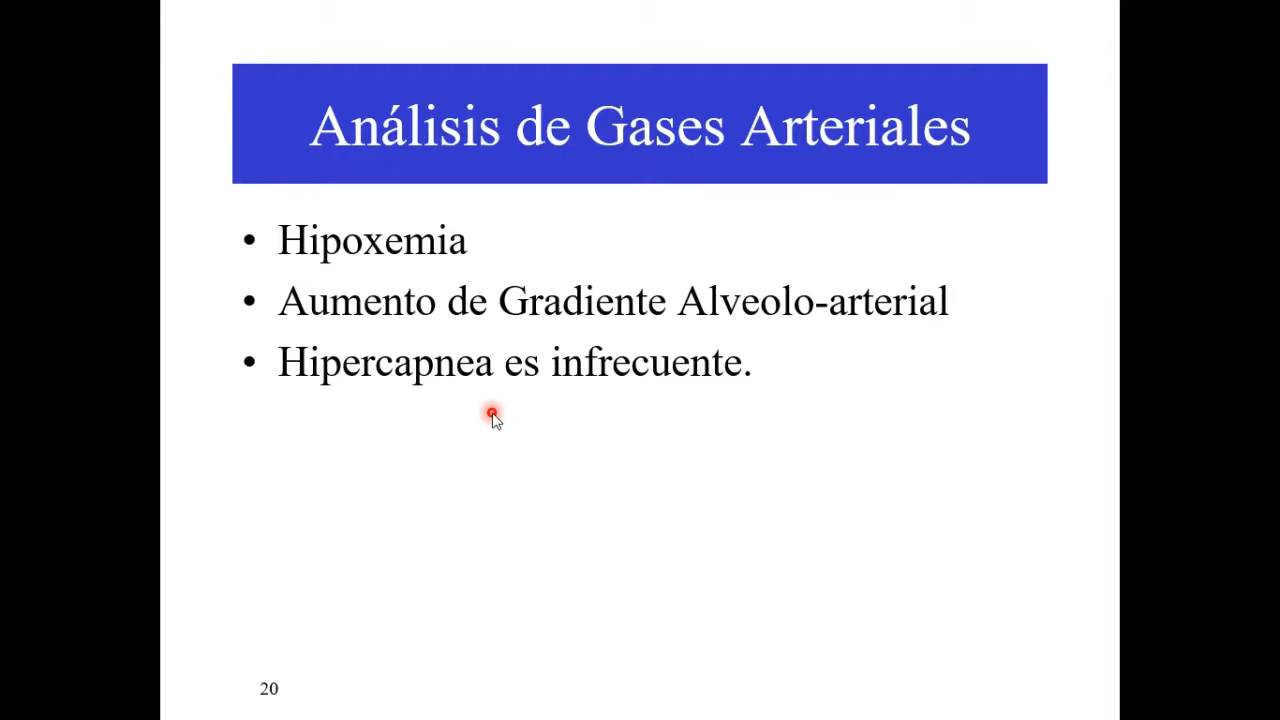 Análisis de Gases Arteriales
• Hipoxemia
• Aumento de Gradiente Alveolo-arterial
• Hipercapnea es infrecuente.
20